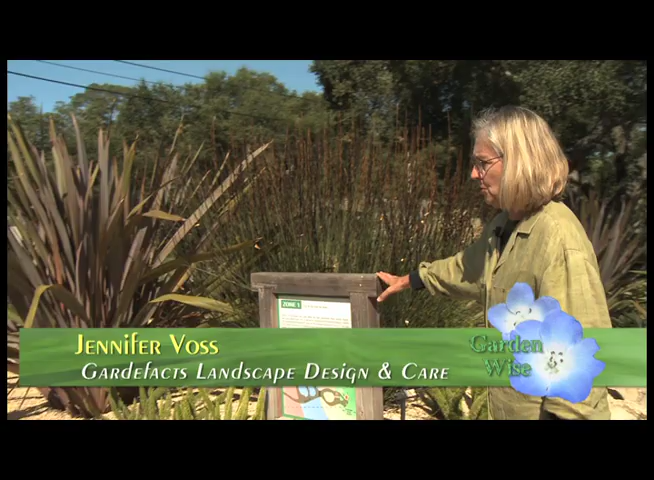 ZONE 1
Jennifer Voss
Gardefacts Landscape Design & Care
Garden
Wise